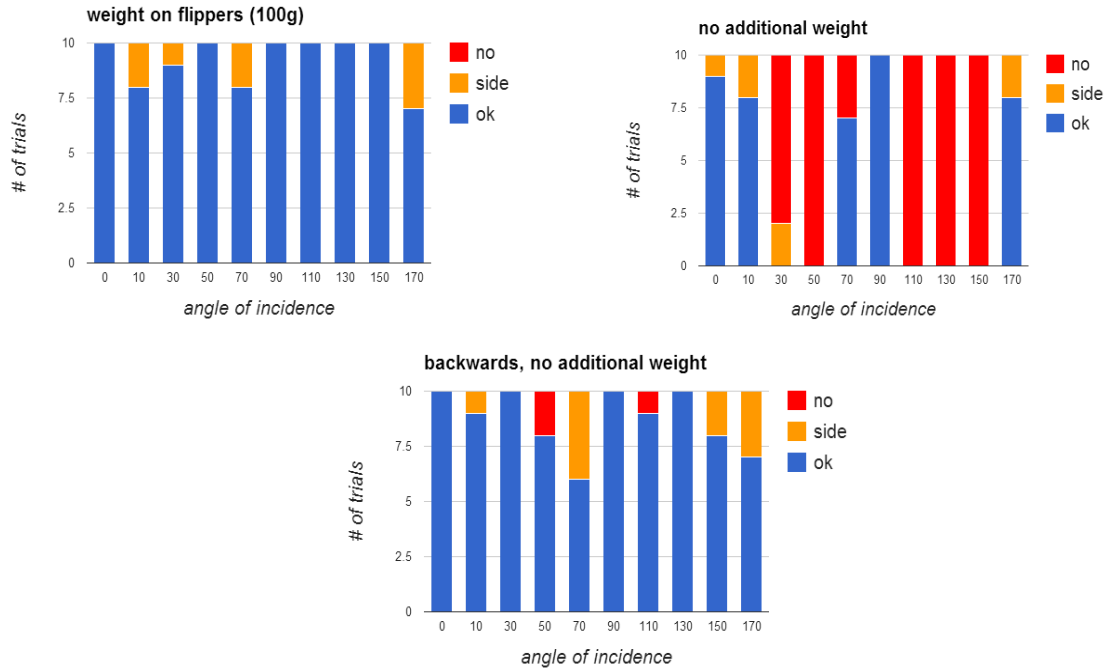 weight on flippers (100g)
10
7.5
5
2.5
0
# of trials
0 10 30 50 70 90 110 130 150 170
angle of incidence
no
side
ok
no additional weight
10
7.5
5
2.5
0
# of trials
0 10 30 50 70 90 110 130 150 170
angle of incidence
no
side
ok
backwards, no additional weight
10
7.5
5
2.5
0
# of trials
0 10 30 50 70 90 110 130 150 170
angle of incidence
no
side
ok